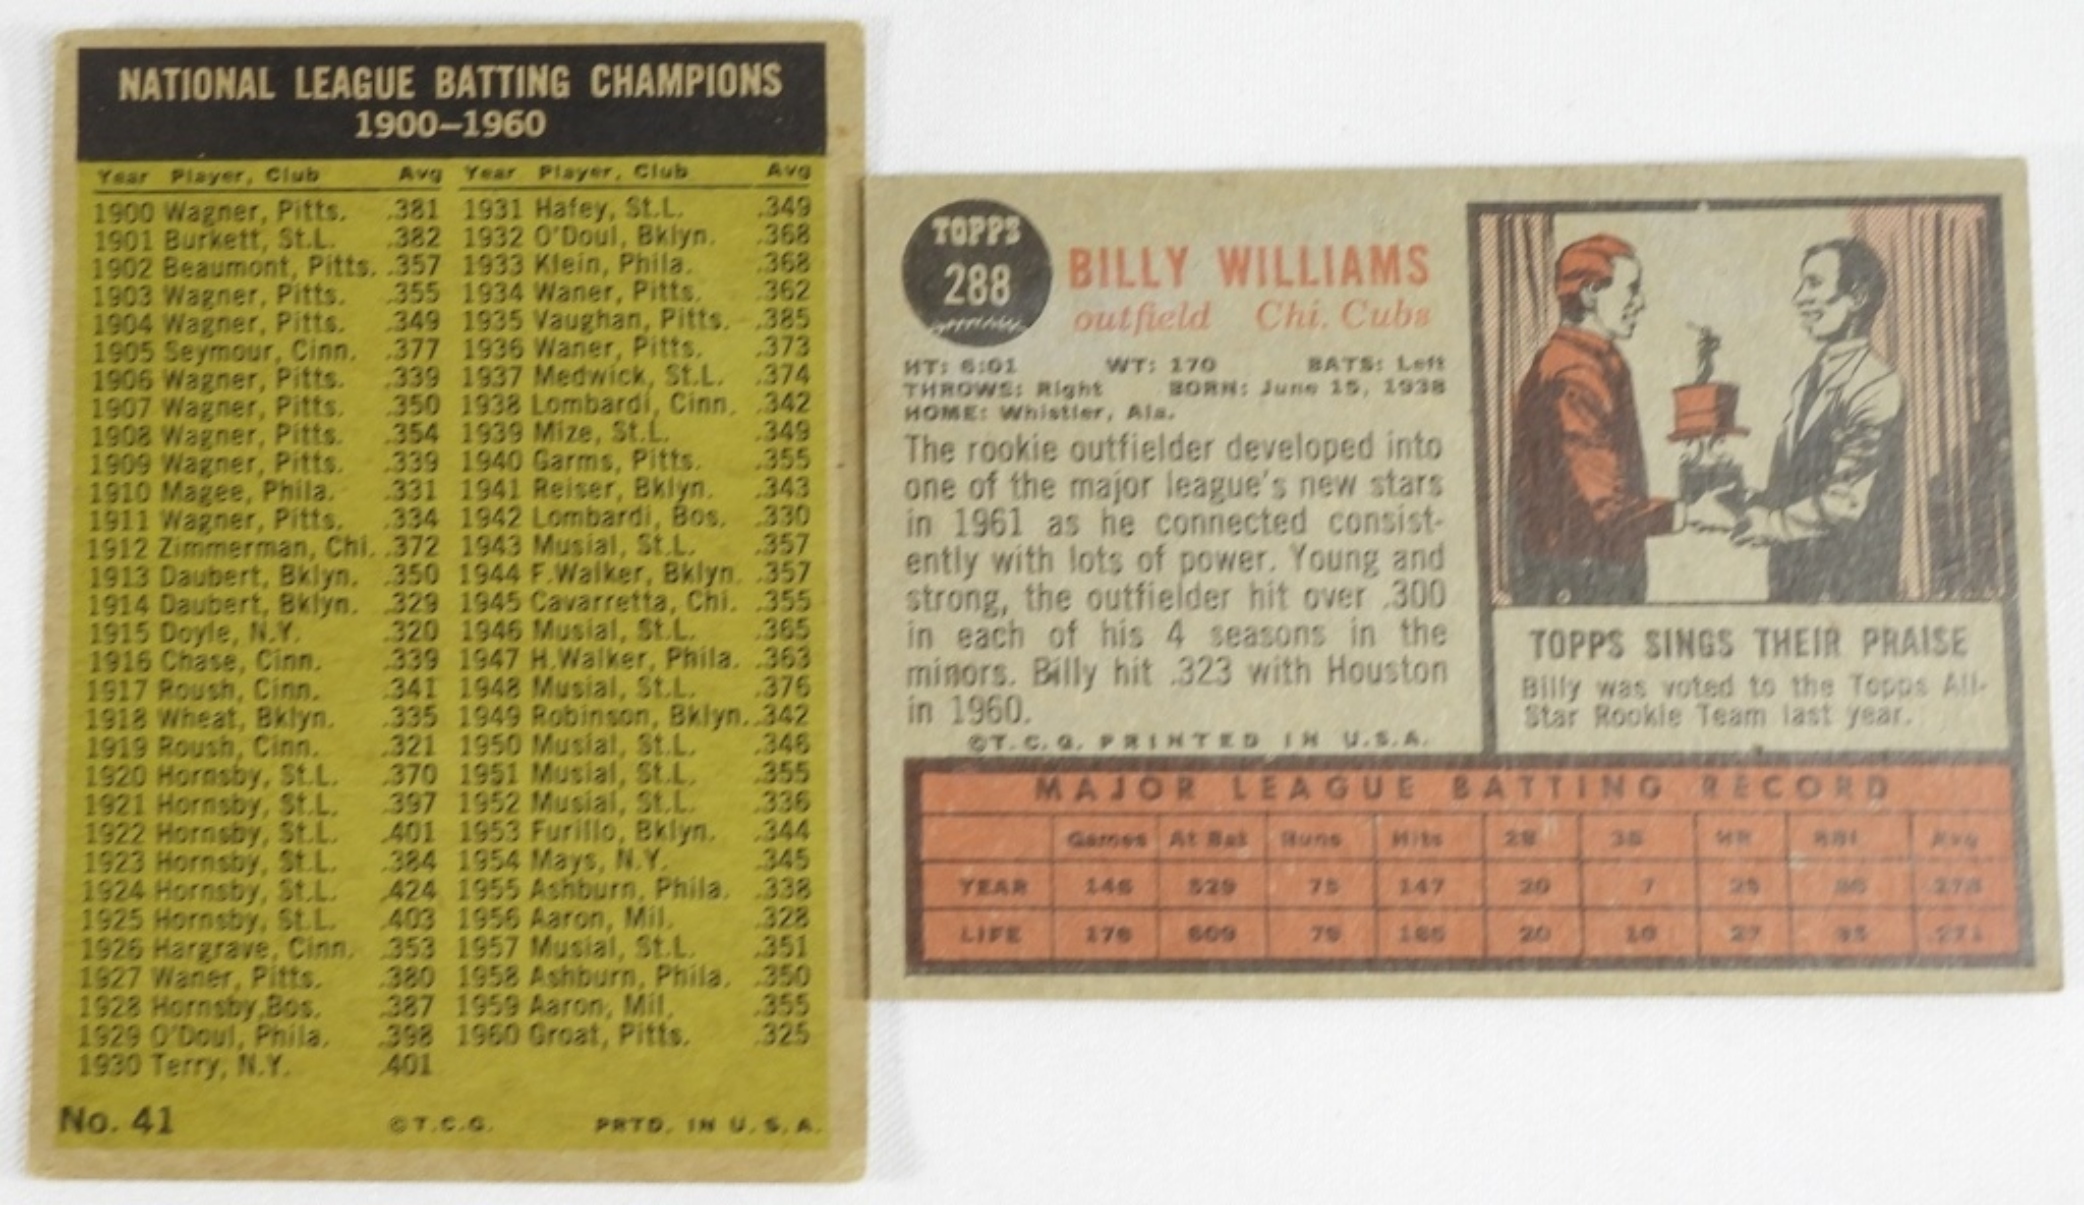 NATIONAL LEAGUE BATTING CHAMPIONS
1900–1960
Year Player, Club Avg Year Player, Club Avg
1900 Wagner, Pitts. .381 1931 Hafey, St.L. .349
1901 Burkett, St.L. .382 1932 O'Doul, Bklyn. .368
1902 Beaumont, Pitts. .357 1933 Klein, Phila. .368
1903 Wagner, Pitts. .355 1934 Waner, Pitts. .362
1904 Wagner, Pitts. .349 1935 Vaughan, Pitts. .385
1905 Seymour, Cinn. .377 1936 Waner, Pitts. .373
1906 Wagner, Pitts. .339 1937 Medwick, St.L. .374
1907 Wagner, Pitts. .350 1938 Lombardi, Cinn. .342
1908 Wagner, Pitts. .354 1939 Mize, St.L. .349
1909 Wagner, Pitts. .339 1940 Garms, Pitts. .355
1910 Magee, Phila. .331 1941 Reiser, Bklyn. .343
1911 Wagner, Pitts. .334 1942 Lombardi, Bos. .330
1912 Zimmerman, Chi. .372 1943 Musial, St.L. .357
1913 Daubert, Bklyn. .350 1944 F.Walker, Bklyn. .357
1914 Daubert, Bklyn. .329 1945 Cavarretta, Chi. .355
1915 Doyle, N.Y. .320 1946 Musial, St.L. .365
1916 Chase, Cinn. .339 1947 H.Walker, Phila. .363
1917 Roush, Cinn. .341 1948 Musial, St.L. .376
1918 Wheat, Bklyn. .335 1949 Robinson, Bklyn. .342
1919 Roush, Cinn. .321 1950 Musial, St.L. .346
1920 Hornsby, St.L. .370 1951 Musial, St.L. .355
1921 Hornsby, St.L. .397 1952 Musial, St.L. .336
1922 Hornsby, St.L. .401 1953 Furillo, Bklyn. .344
1923 Hornsby, St.L. .384 1954 Mays, N.Y. .345
1924 Hornsby, St.L. .424 1955 Ashburn, Phila. .338
1925 Hornsby, St.L. .403 1956 Aaron, Mil. .328
1926 Hargrave, Cinn. .353 1957 Musial, St.L. .351
1927 Waner, Pitts. .380 1958 Ashburn, Phila. .350
1928 Hornsby, Bos. .387 1959 Aaron, Mil. .355
1929 O'Doul, Phila. .398 1960 Groat, Pitts. .325
1930 Terry, N.Y. .401
No. 41 ©T.C.G. PRTD. IN U.S.A.
TOPPS
288
BILLY WILLIAMS
outfield Chi. Cubs
HT: 6:01 WT: 170 BATS: Left
THROWS: Right BORN: June 15, 1938
HOME: Whistler, Ala.
The rookie outfielder developed into
one of the major league's new stars
in 1961 as he connected consist-
ently with lots of power. Young and
strong, the outfielder hit over .300
in each of his 4 seasons in the
minors. Billy hit .323 with Houston
in 1960.
©T.C.G. PRINTED IN U.S.A.
TOPPS SINGS THEIR PRAISE
Billy was voted to the Topps All-
Star Rookie Team last year.
MAJOR LEAGUE BATTING RECORD
Games At Bat Runs Hits 2B 3B HR RBI Avg
YEAR 146 529 75 147 20 7 25 86 .278
LIFE 176 609 79 165 20 10 27 95 .271